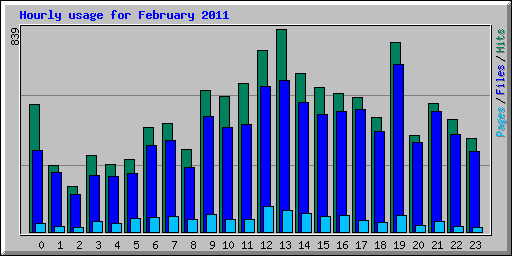 Hourly usage for February 2011
839
Pages / Files / Hits
0 1 2 3 4 5 6 7 8 9 10 11 12 13 14 15 16 17 18 19 20 21 22 23